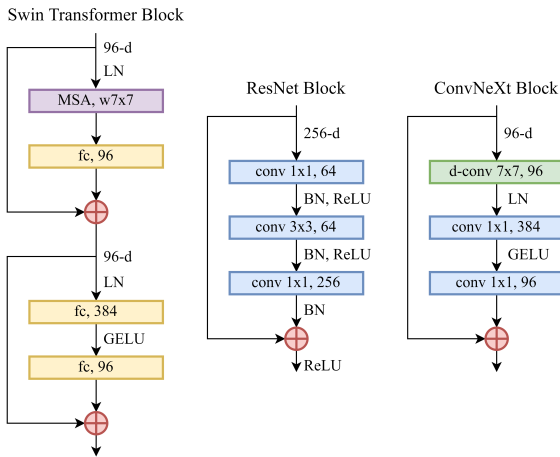 Swin Transformer Block
96-d
LN
MSA, w7x7
fc, 96
96-d
LN
fc, 384
GELU
fc, 96
ResNet Block
256-d
conv 1x1, 64
BN, ReLU
conv 3x3, 64
BN, ReLU
conv 1x1, 256
BN
ReLU
ConvNeXt Block
96-d
d-conv 7x7, 96
LN
conv 1x1, 384
GELU
conv 1x1, 96